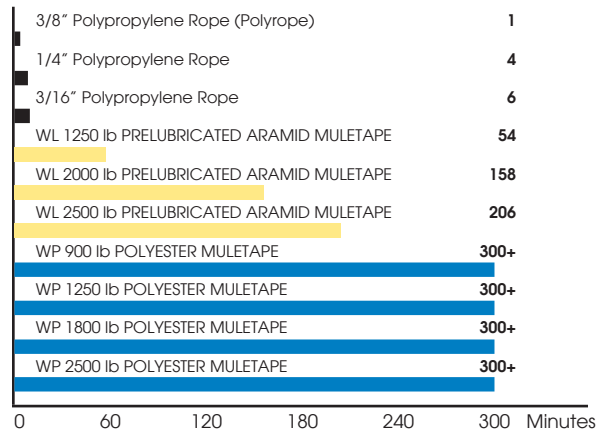 3/8” Polypropylene Rope (Polyrope) 1
1/4” Polypropylene Rope 4
3/16” Polypropylene Rope 6
WL 1250 lb PRELUBRICATED ARAMID MULETAPE 54
WL 2000 lb PRELUBRICATED ARAMID MULETAPE 158
WL 2500 lb PRELUBRICATED ARAMID MULETAPE 206
WP 900 lb POLYESTER MULETAPE 300+
WP 1250 lb POLYESTER MULETAPE 300+
WP 1800 lb POLYESTER MULETAPE 300+
WP 2500 lb POLYESTER MULETAPE 300+
0 60 120 180 240 300 Minutes